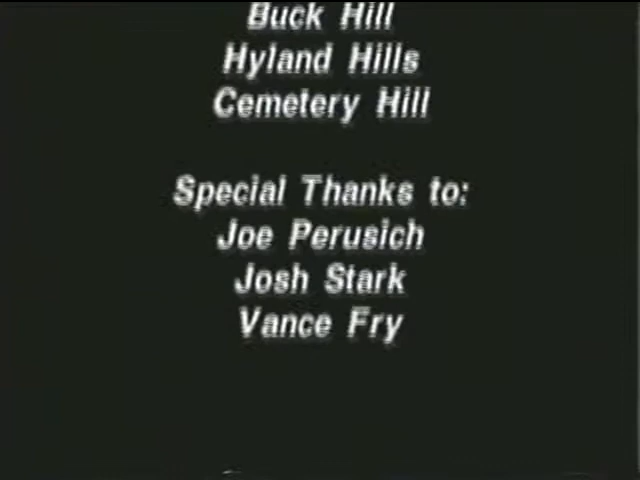 Buck Hill
Hyland Hills
Cemetery Hill
Special Thanks to:
Joe Perusich
Josh Stark
Vance Fry